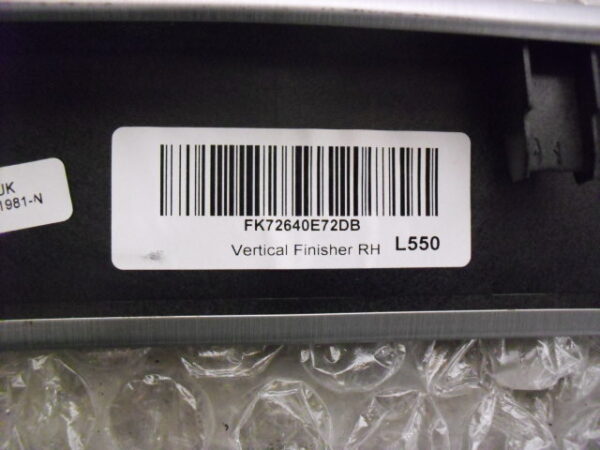 UK
1981-N
FK72640E72DB
Vertical Finisher RH L550